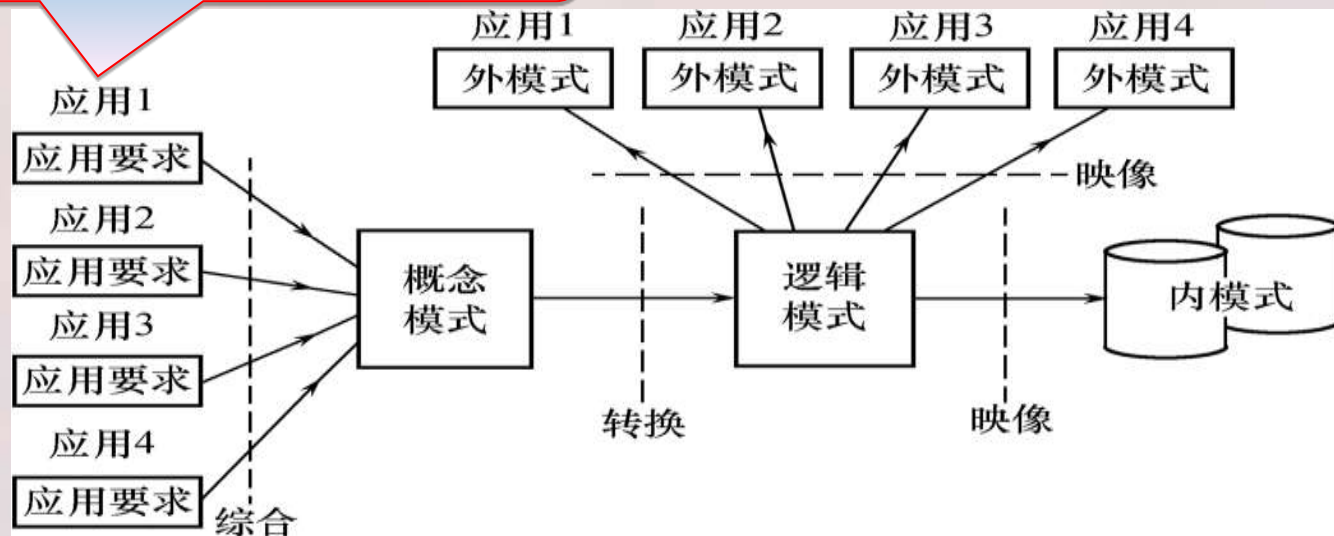 应用1
应用2
应用3
应用4
外模式
外模式
外模式
外模式
映像
应用1
应用要求
应用2
应用要求
应用3
应用要求
应用4
应用要求
综合
概念
模式
转换
逻辑
模式
映像
内模式